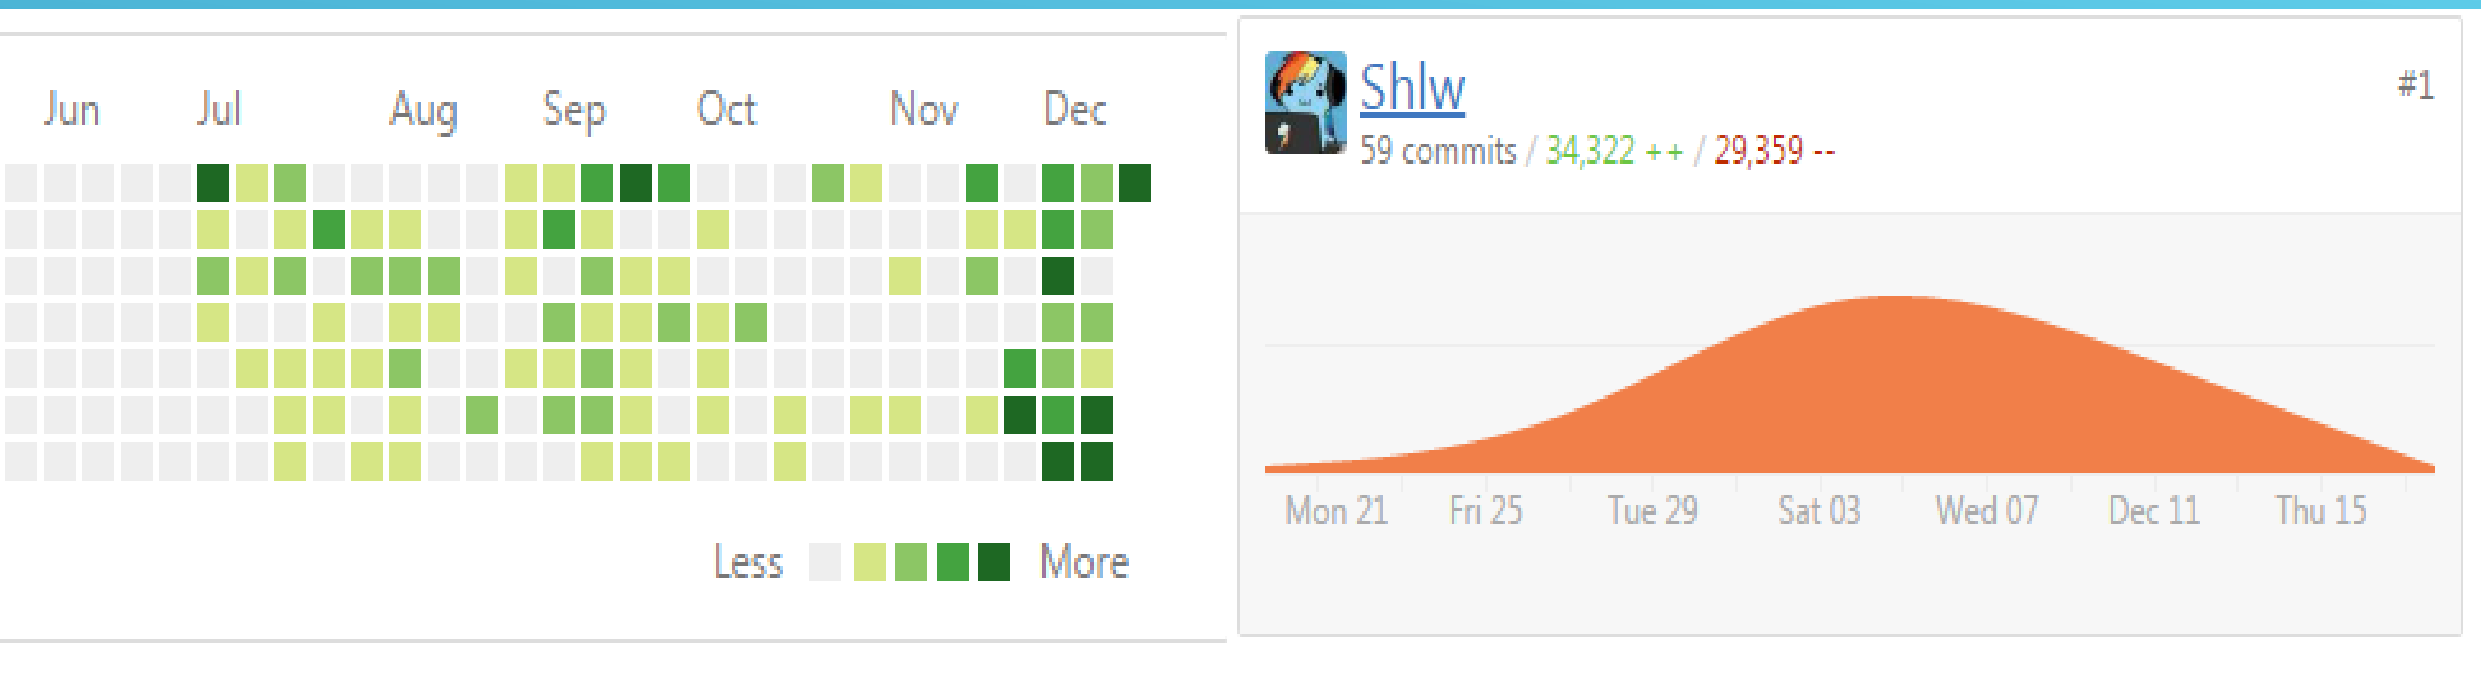 Jun Jul Aug Sep Oct Nov Dec
Less More
Shlw
#1
59 commits / 34,322 ++ / 29,359 --
Mon 21 Fri 25 Tue 29 Sat 03 Wed 07 Dec 11 Thu 15